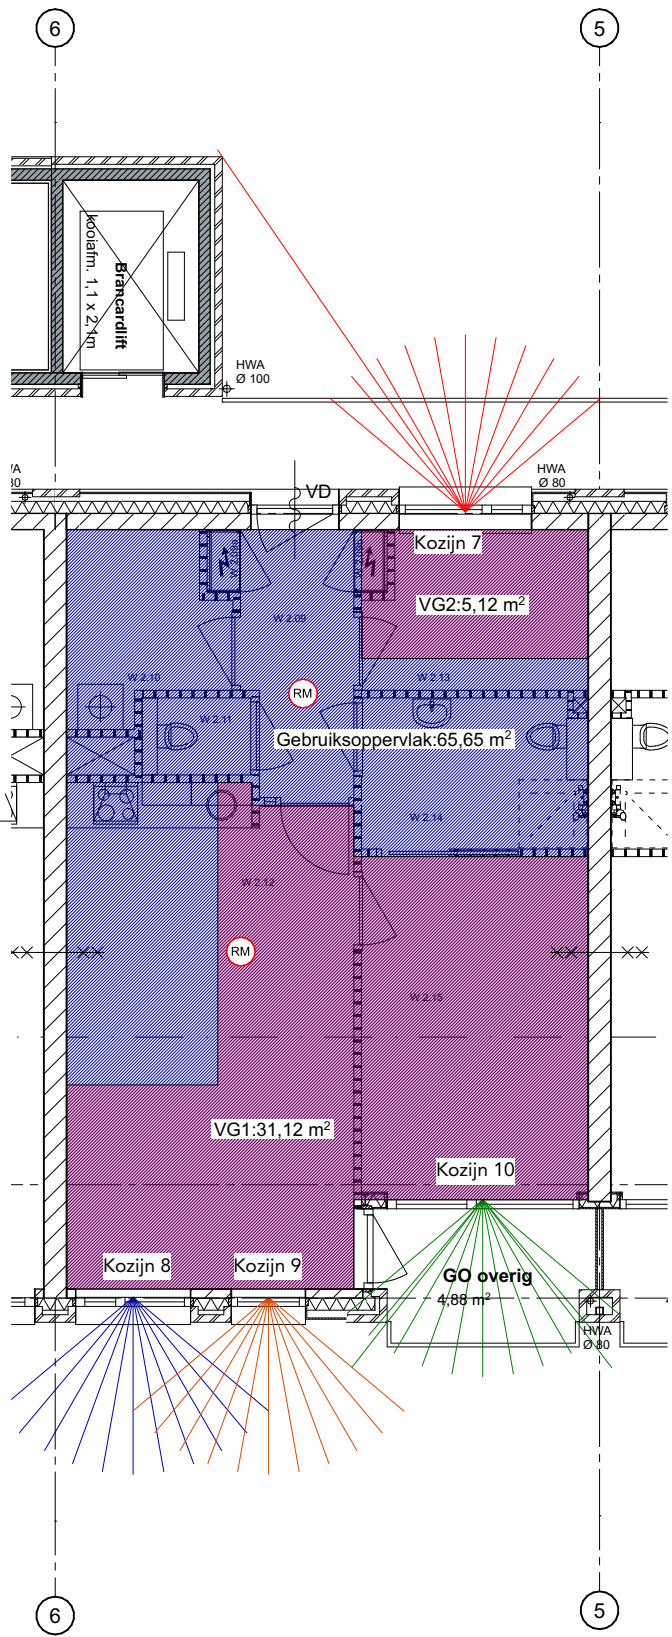 6
5
Brancardlift
kooiafm. 1,1 x 2,1m
HWA
Ø 100
HWA
Ø 80
VD
Kozijn 7
W 2.09a
VG2:5,12 m²
W 2.09
W 2.10
W 2.13
RM
W 2.11
Gebruiksoppervlak:65,65 m²
W 2.14
W 2.12
RM
W 2.15
VG1:31,12 m²
Kozijn 10
Kozijn 8
Kozijn 9
GO overig
4,88 m²
HWA
Ø 80
6
5